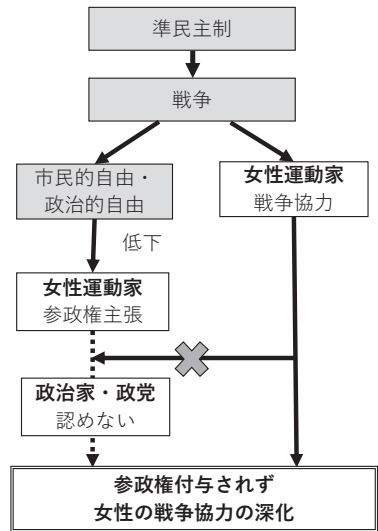 準民主制
戦争
市民的自由・
政治的自由
女性運動家
戦争協力
低下
女性運動家
参政権主張
政治家・政党
認めない
参政権付与されず
女性の戦争協力の深化